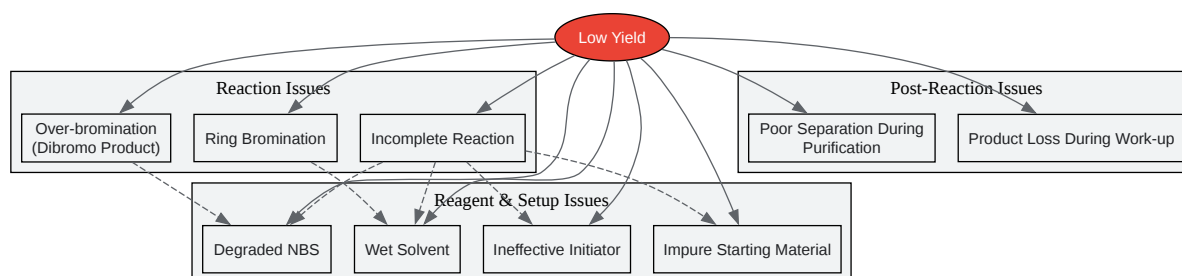 Low Yield
Reaction Issues
Post-Reaction Issues
Over-bromination
(Dibromo Product)
Ring Bromination
Incomplete Reaction
Poor Separation During
Purification
Product Loss During Work-up
Reagent & Setup Issues
Degraded NBS
Wet Solvent
Ineffective Initiator
Impure Starting Material